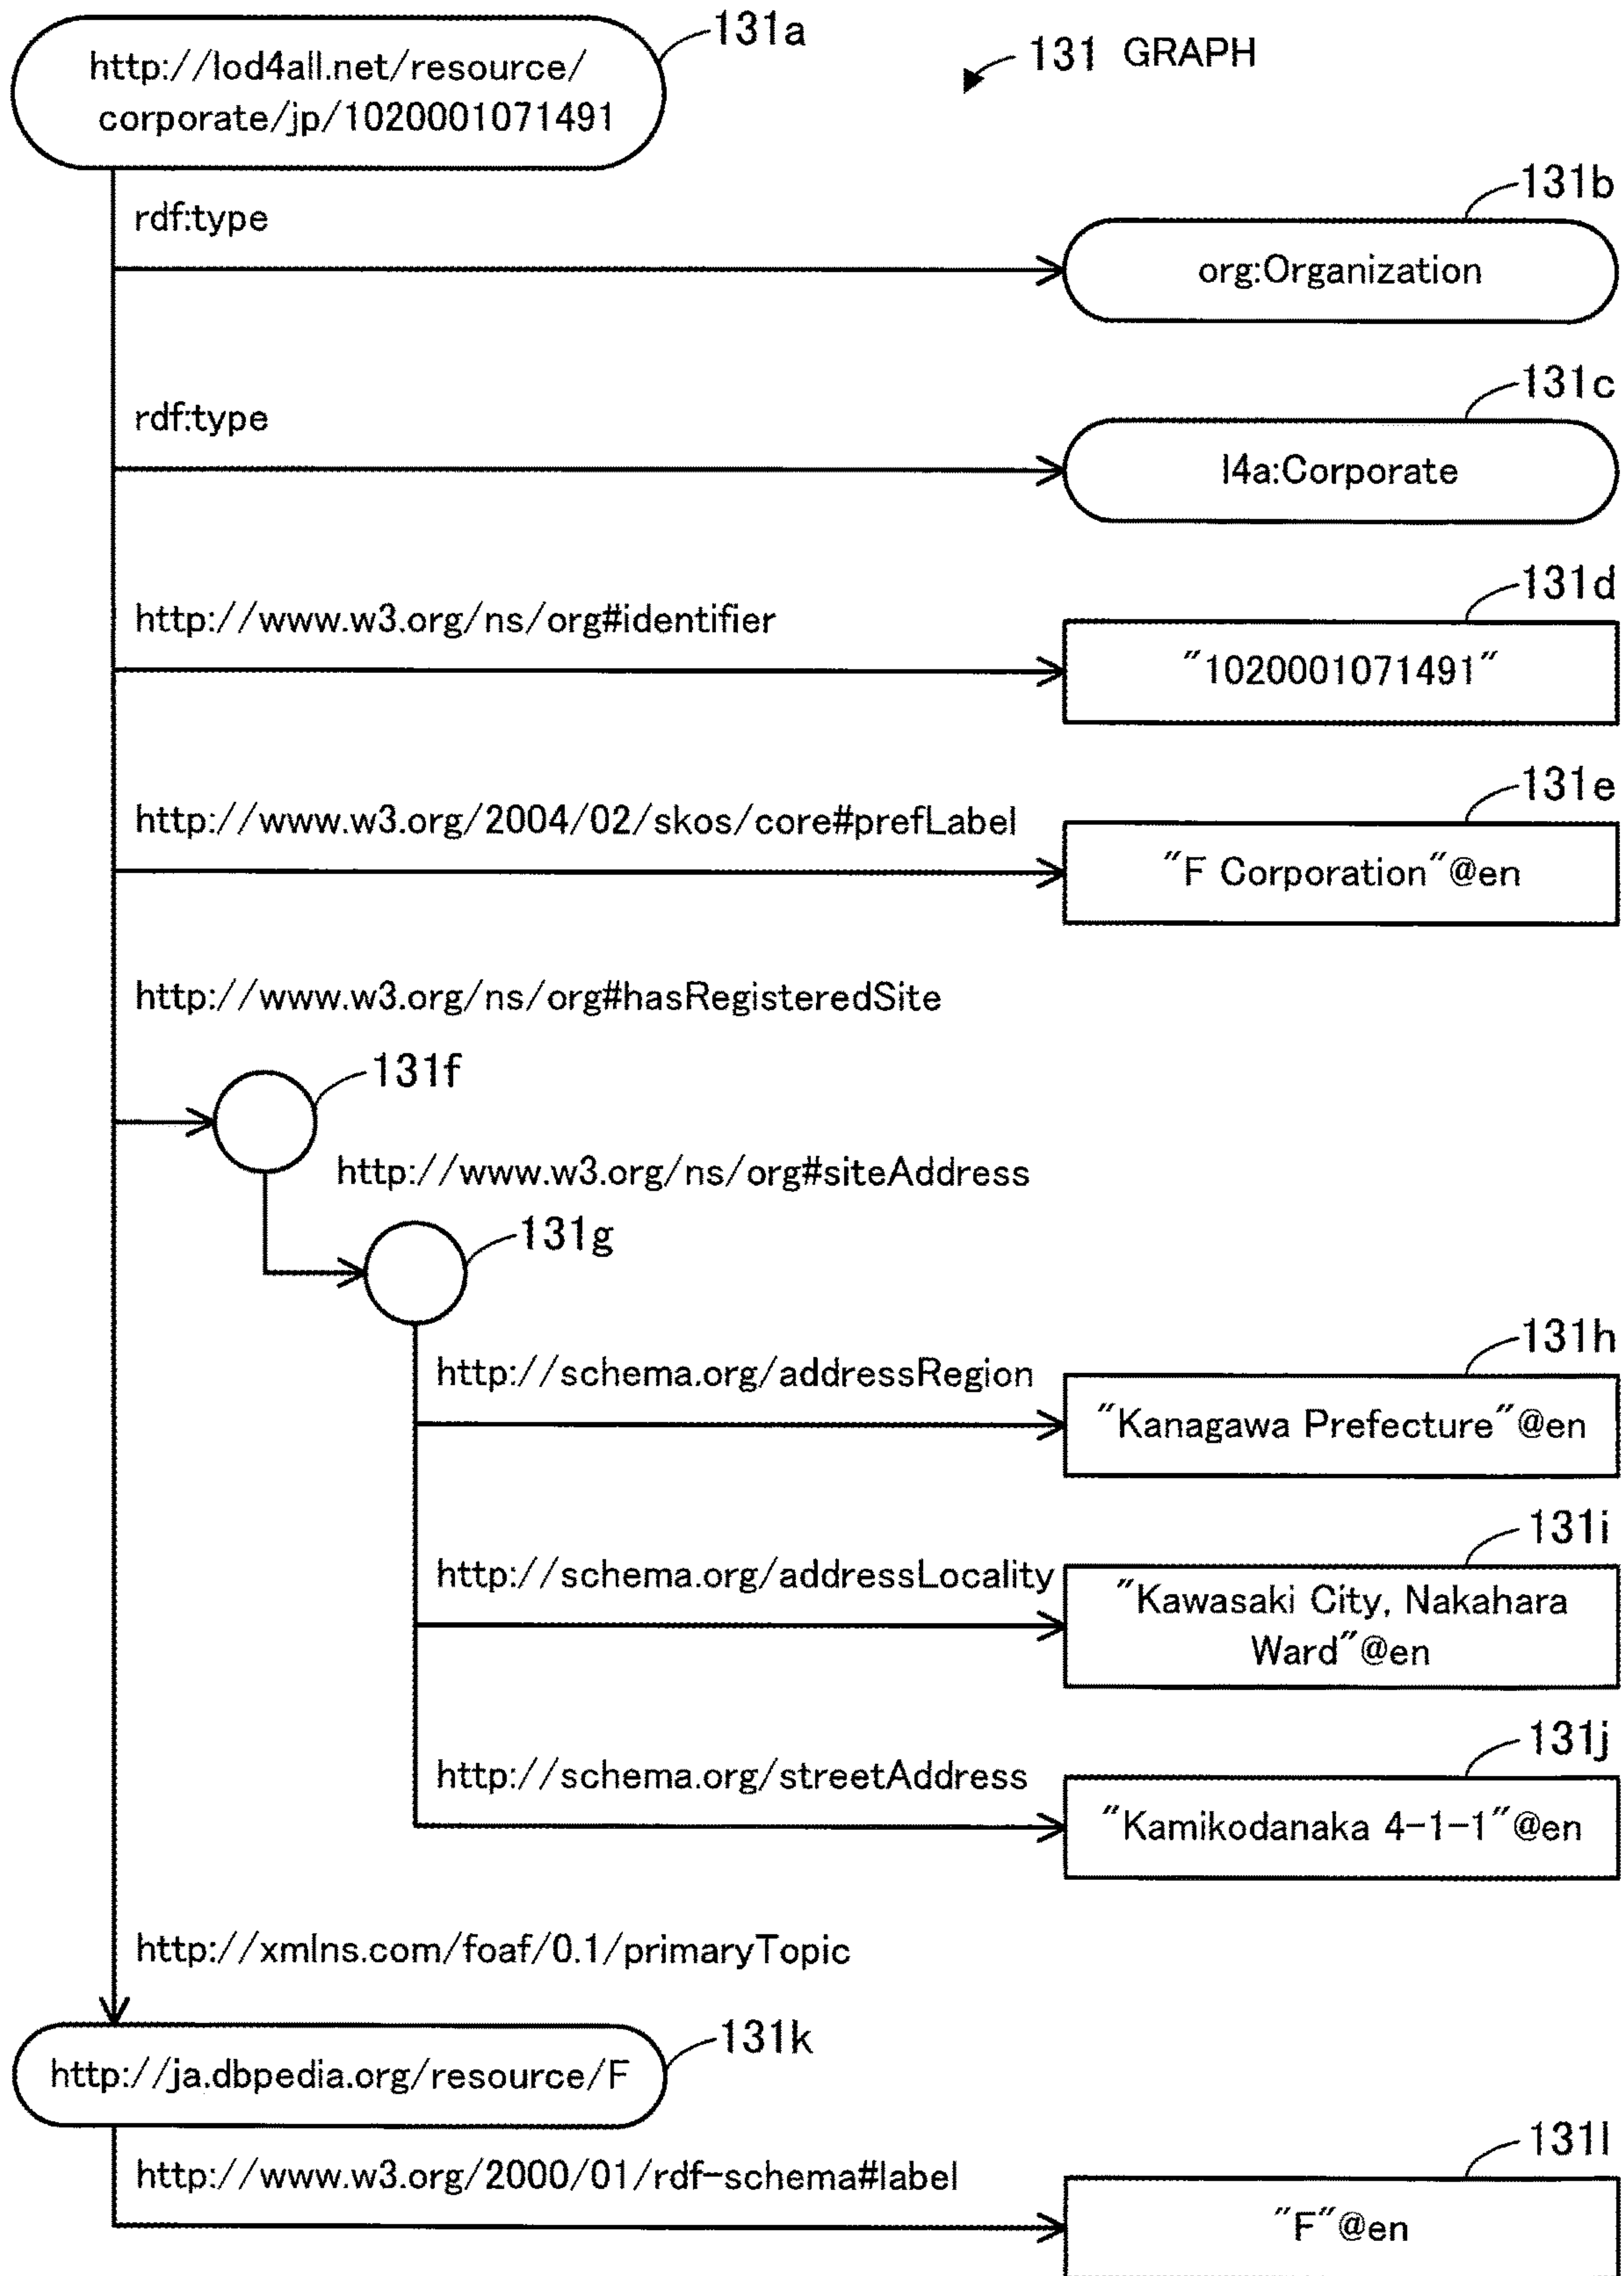 131a
http://lod4all.net/resource/
corporate/jp/1020001071491
131 GRAPH
131b
rdf:type
org:Organization
131c
rdf:type
l4a:Corporate
131d
http://www.w3.org/ns/org#identifier
"1020001071491"
131e
http://www.w3.org/2004/02/skos/core#prefLabel
"F Corporation"@en
http://www.w3.org/ns/org#hasRegisteredSite
131f
http://www.w3.org/ns/org#siteAddress
131g
131h
http://schema.org/addressRegion
"Kanagawa Prefecture"@en
131i
http://schema.org/addressLocality
"Kawasaki City, Nakahara
Ward"@en
131j
http://schema.org/streetAddress
"Kamikodanaka 4-1-1"@en
http://xmlns.com/foaf/0.1/primaryTopic
131k
http://ja.dbpedia.org/resource/F
131l
http://www.w3.org/2000/01/rdf-schema#label
"F"@en